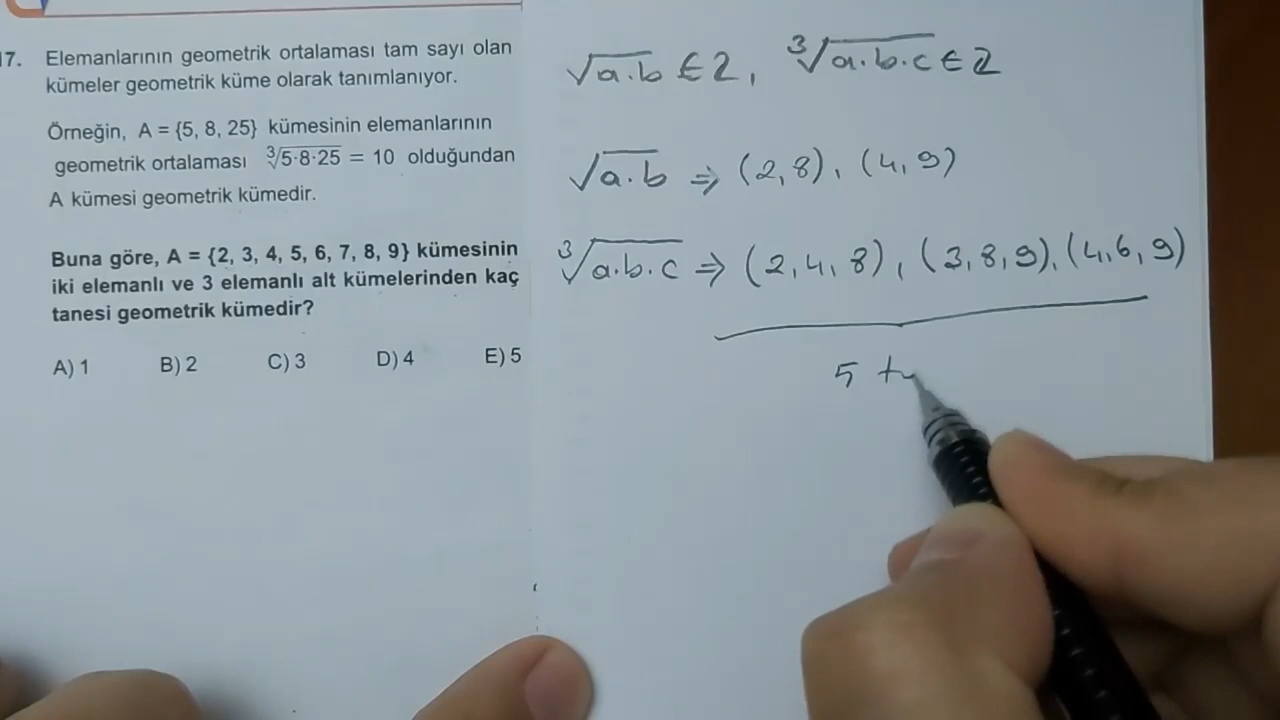 17. Elemanlarının geometrik ortalaması tam sayı olan
kümeler geometrik küme olarak tanımlanıyor.
Örneğin, A = {5, 8, 25} kümesinin elemanlarının
geometrik ortalaması ∛5·8·25 = 10 olduğundan
A kümesi geometrik kümedir.
Buna göre, A = {2, 3, 4, 5, 6, 7, 8, 9} kümesinin
iki elemanlı ve 3 elemanlı alt kümelerinden kaç
tanesi geometrik kümedir?
A) 1 B) 2 C) 3 D) 4 E) 5
√a.b ∈ Z, ∛a.b.c ∈ Z
√a.b ⇒ (2,8), (4,9)
∛a.b.c ⇒ (2,4,8), (3,8,9), (4,6,9)
5